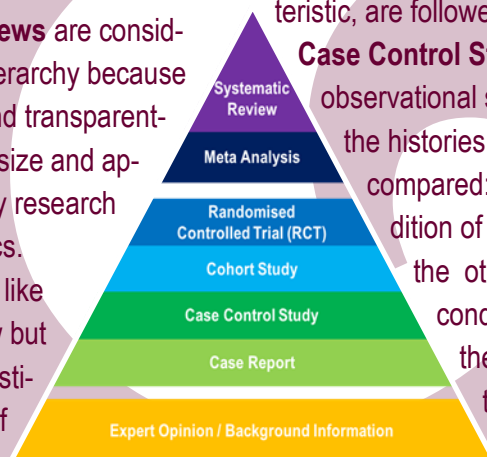 ews are consid-
erarchy because
nd transparent-
size and ap-
y research
cs.
like
y but
sti-
f
teristic, are followe
Case Control S
observational s
the histories
compared:
dition of
the ot
conc
the
t
Systematic
Review
Meta Analysis
Randomised
Controlled Trial (RCT)
Cohort Study
Case Control Study
Case Report
Expert Opinion / Background Information